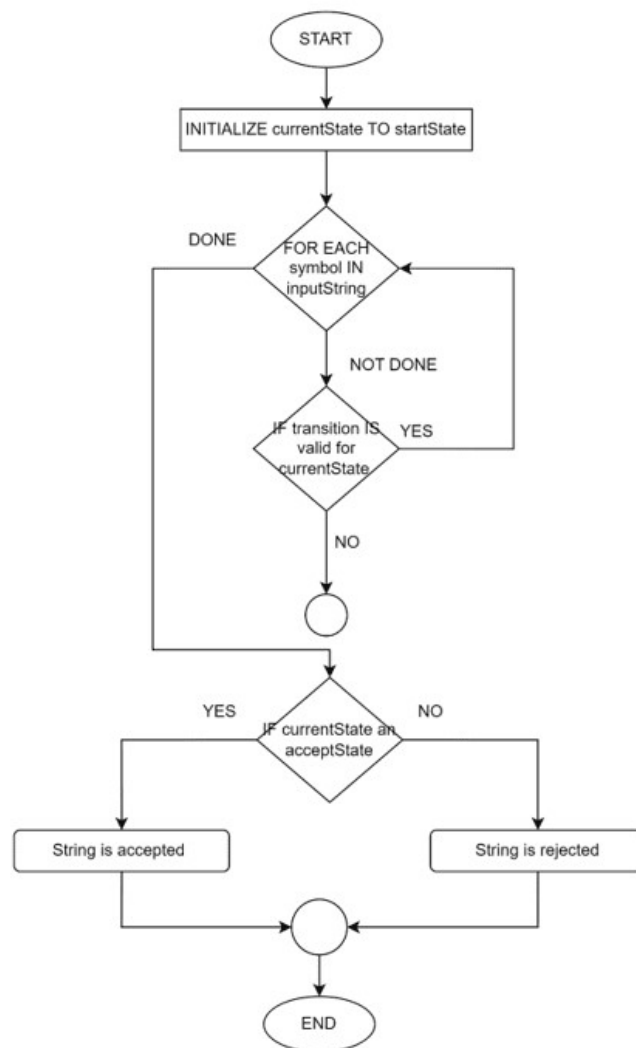 START
INITIALIZE currentState TO startState
DONE
FOR EACH
symbol IN
inputString
NOT DONE
IF transition IS
valid for
currentState
YES
NO
YES
NO
IF currentState an
acceptState
String is accepted
String is rejected
END